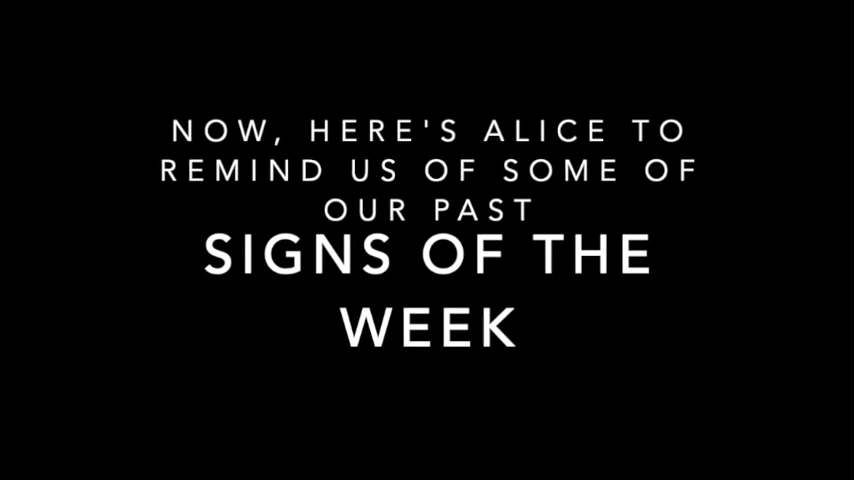 NOW, HERE'S ALICE TO
REMIND US OF SOME OF
OUR PAST
SIGNS OF THE
WEEK